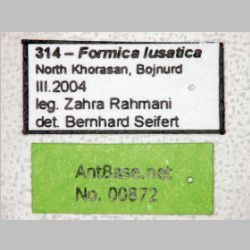 314 – Formica lusatica
North Khorasan, Bojnurd
III.2004
leg. Zahra Rahmani
det. Bernhard Seifert
AntBase.net
No. 00872